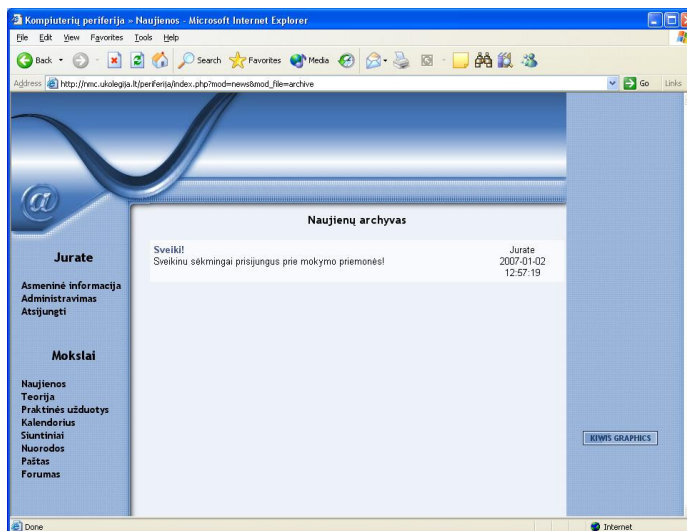 Kompiuterių periferija » Naujienos - Microsoft Internet Explorer
File Edit View Favorites Tools Help
Back Search Favorites Media
Address http://nmc.ukolegija.lt/periferija/index.php?mod=news&mod_file=archive Go Links
@
Naujienų archyvas
Sveiki! Jurate
Sveikinu sėkmingai prisijungus prie mokymo priemonės! 2007-01-02
12:57:19
Jurate
Asmeninė informacija
Administravimas
Atsijungti
Mokslai
Naujienos
Teorija
Praktinės užduotys
Kalendorius
Siuntiniai
Nuorodos
Paštas
Forumas
KIWIS GRAPHICS
Done Internet